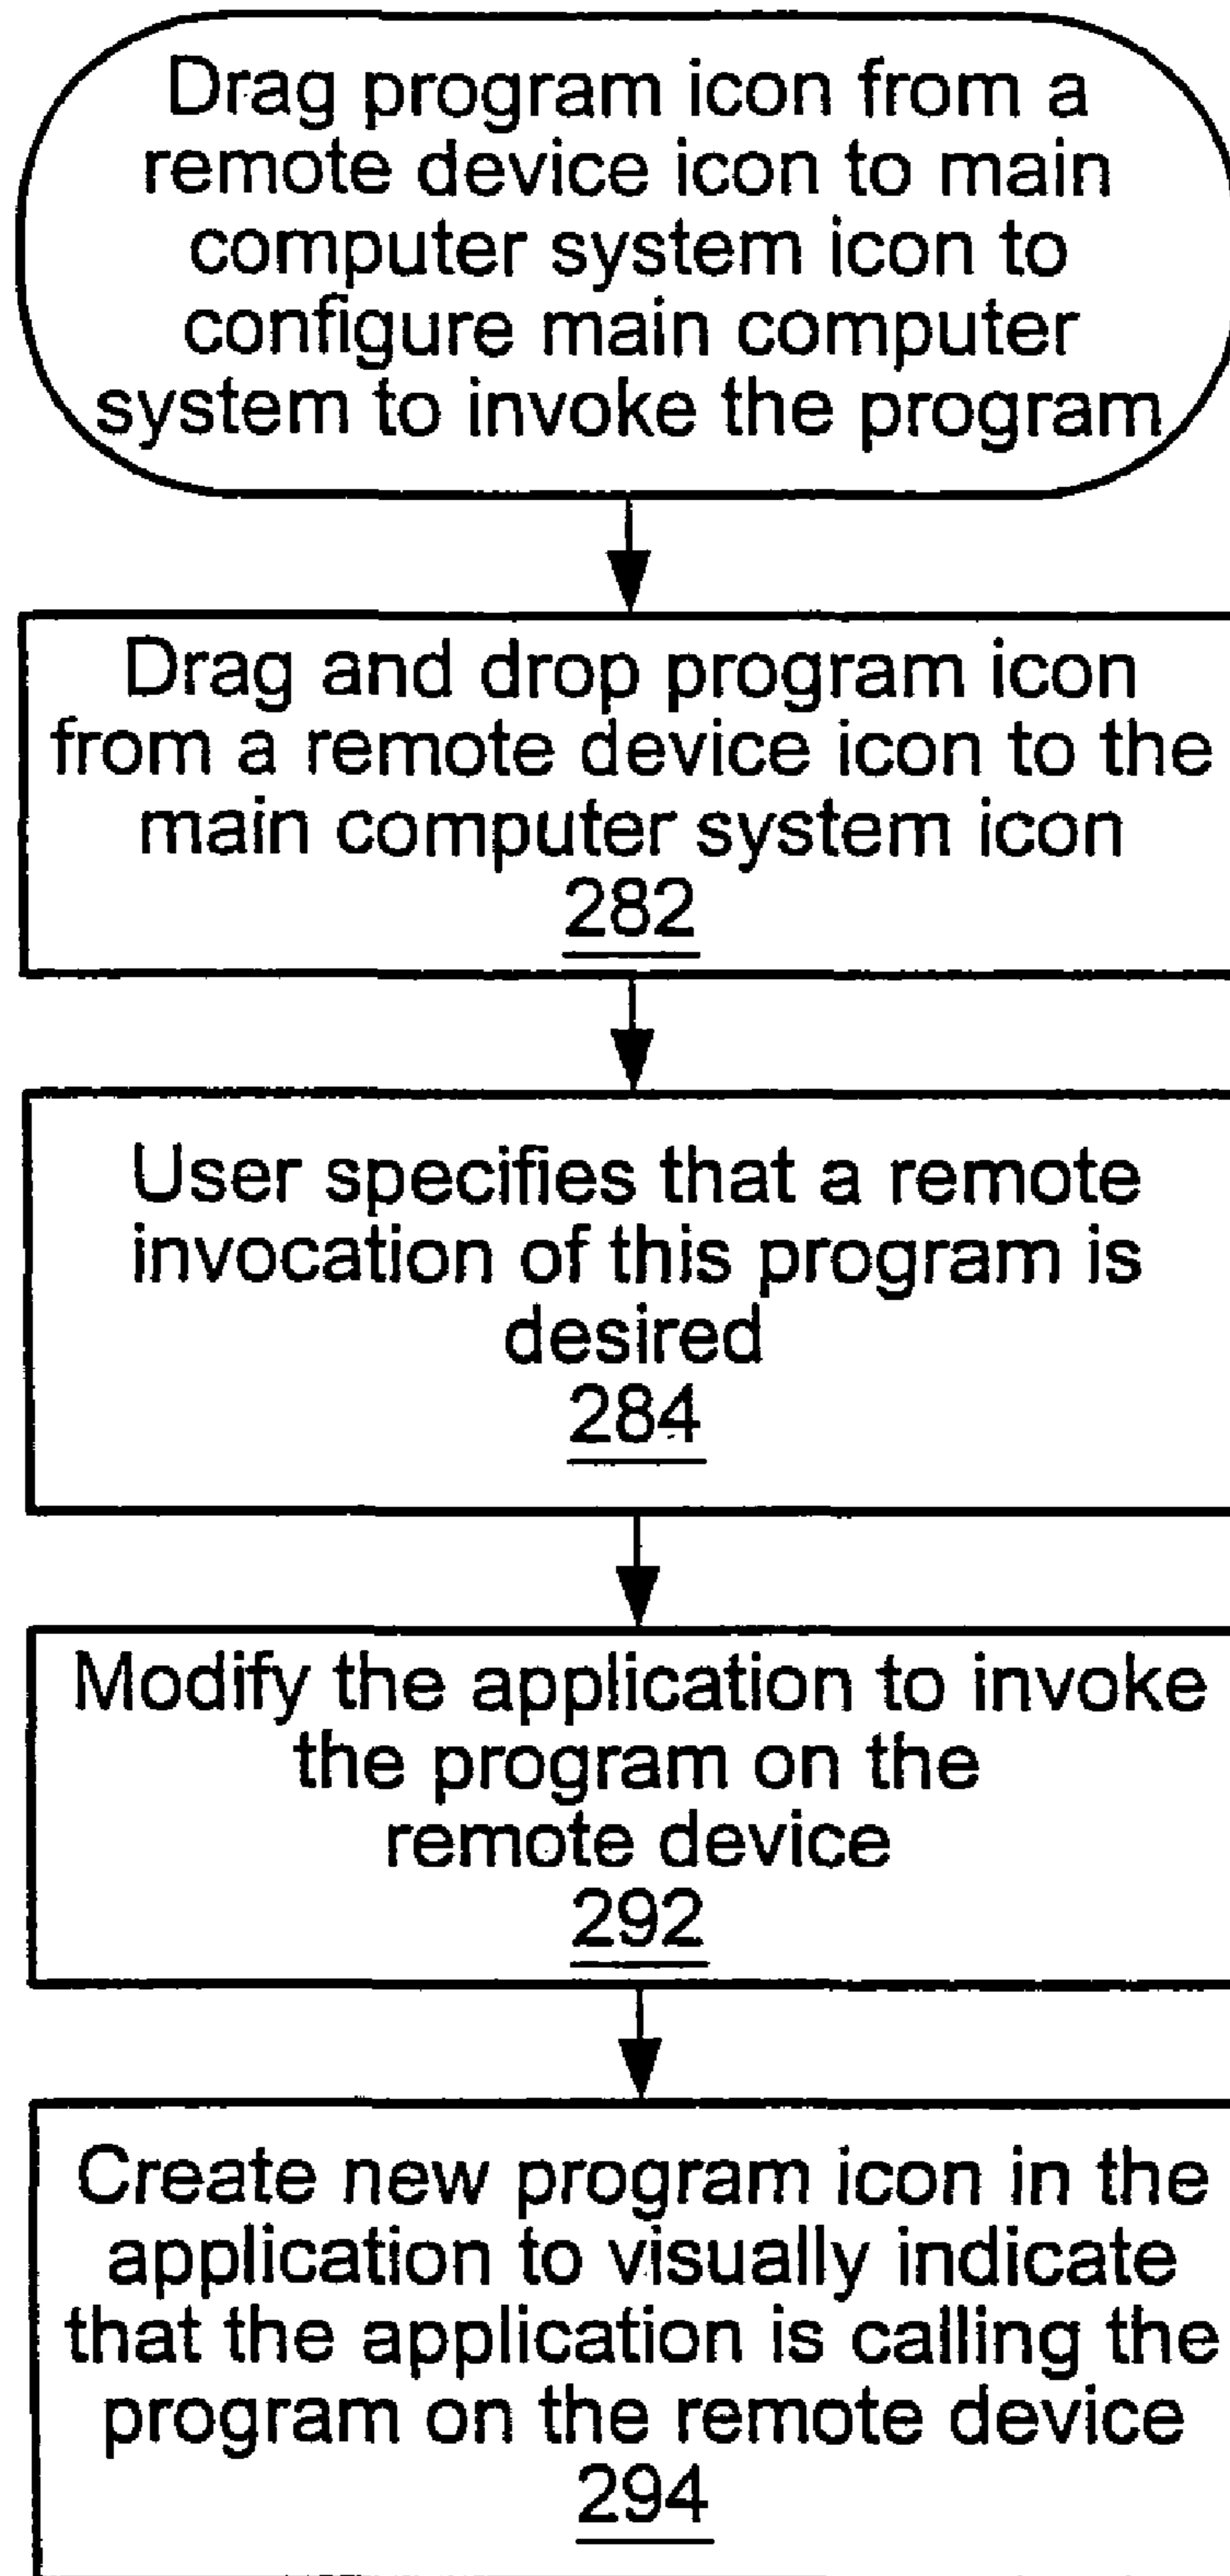 Drag program icon from a
remote device icon to main
computer system icon to
configure main computer
system to invoke the program
Drag and drop program icon
from a remote device icon to the
main computer system icon
282
User specifies that a remote
invocation of this program is
desired
284
Modify the application to invoke
the program on the
remote device
292
Create new program icon in the
application to visually indicate
that the application is calling the
program on the remote device
294